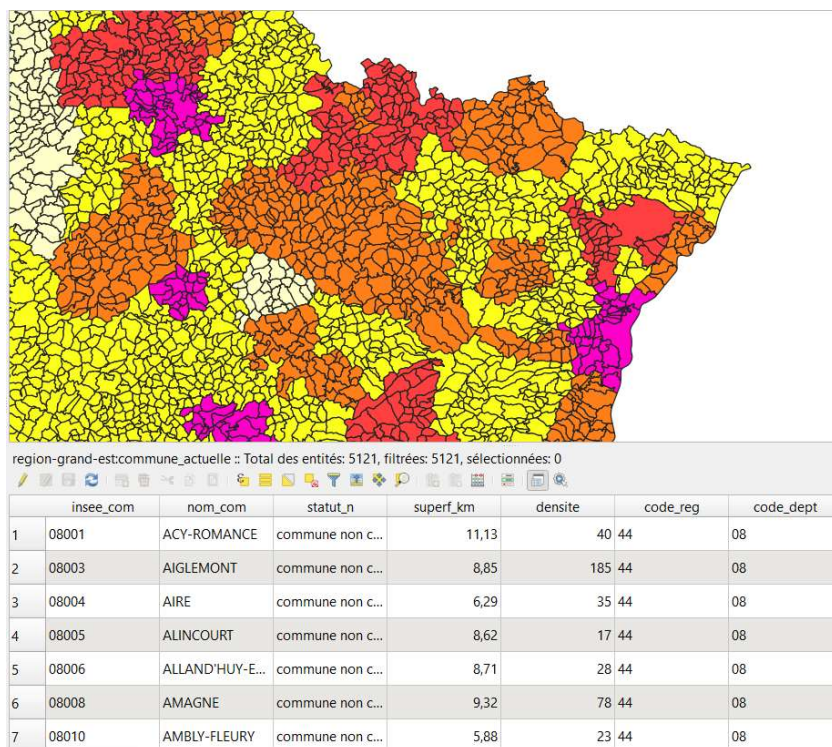 region-grand-est:commune_actuelle :: Total des entités: 5121, filtrées: 5121, sélectionnées: 0
insee_com nom_com statut_n superf_km densite code_reg code_dept
1 08001 ACY-ROMANCE commune non c... 11,13 40 44 08
2 08003 AIGLEMONT commune non c... 8,85 185 44 08
3 08004 AIRE commune non c... 6,29 35 44 08
4 08005 ALINCOURT commune non c... 8,62 17 44 08
5 08006 ALLAND'HUY-E... commune non c... 8,71 28 44 08
6 08008 AMAGNE commune non c... 9,32 78 44 08
7 08010 AMBLY-FLEURY commune non c... 5,88 23 44 08